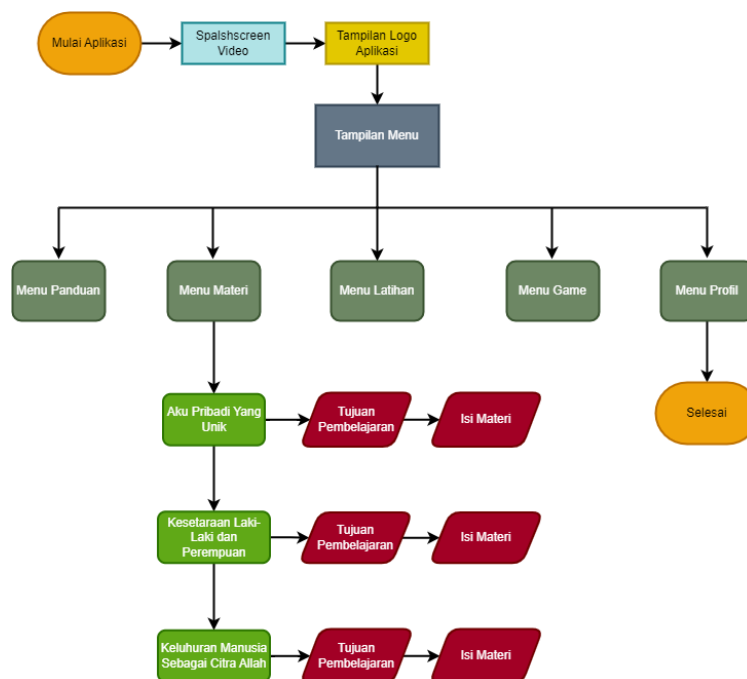 Mulai Aplikasi
Spalshscreen
Video
Tampilan Logo
Aplikasi
Tampilan Menu
Menu Panduan
Menu Materi
Menu Latihan
Menu Game
Menu Profil
Aku Pribadi Yang
Unik
Tujuan
Pembelajaran
Isi Materi
Selesai
Kesetaraan Laki-
Laki dan
Perempuan
Tujuan
Pembelajaran
Isi Materi
Keluhuran Manusia
Sebagai Citra Allah
Tujuan
Pembelajaran
Isi Materi